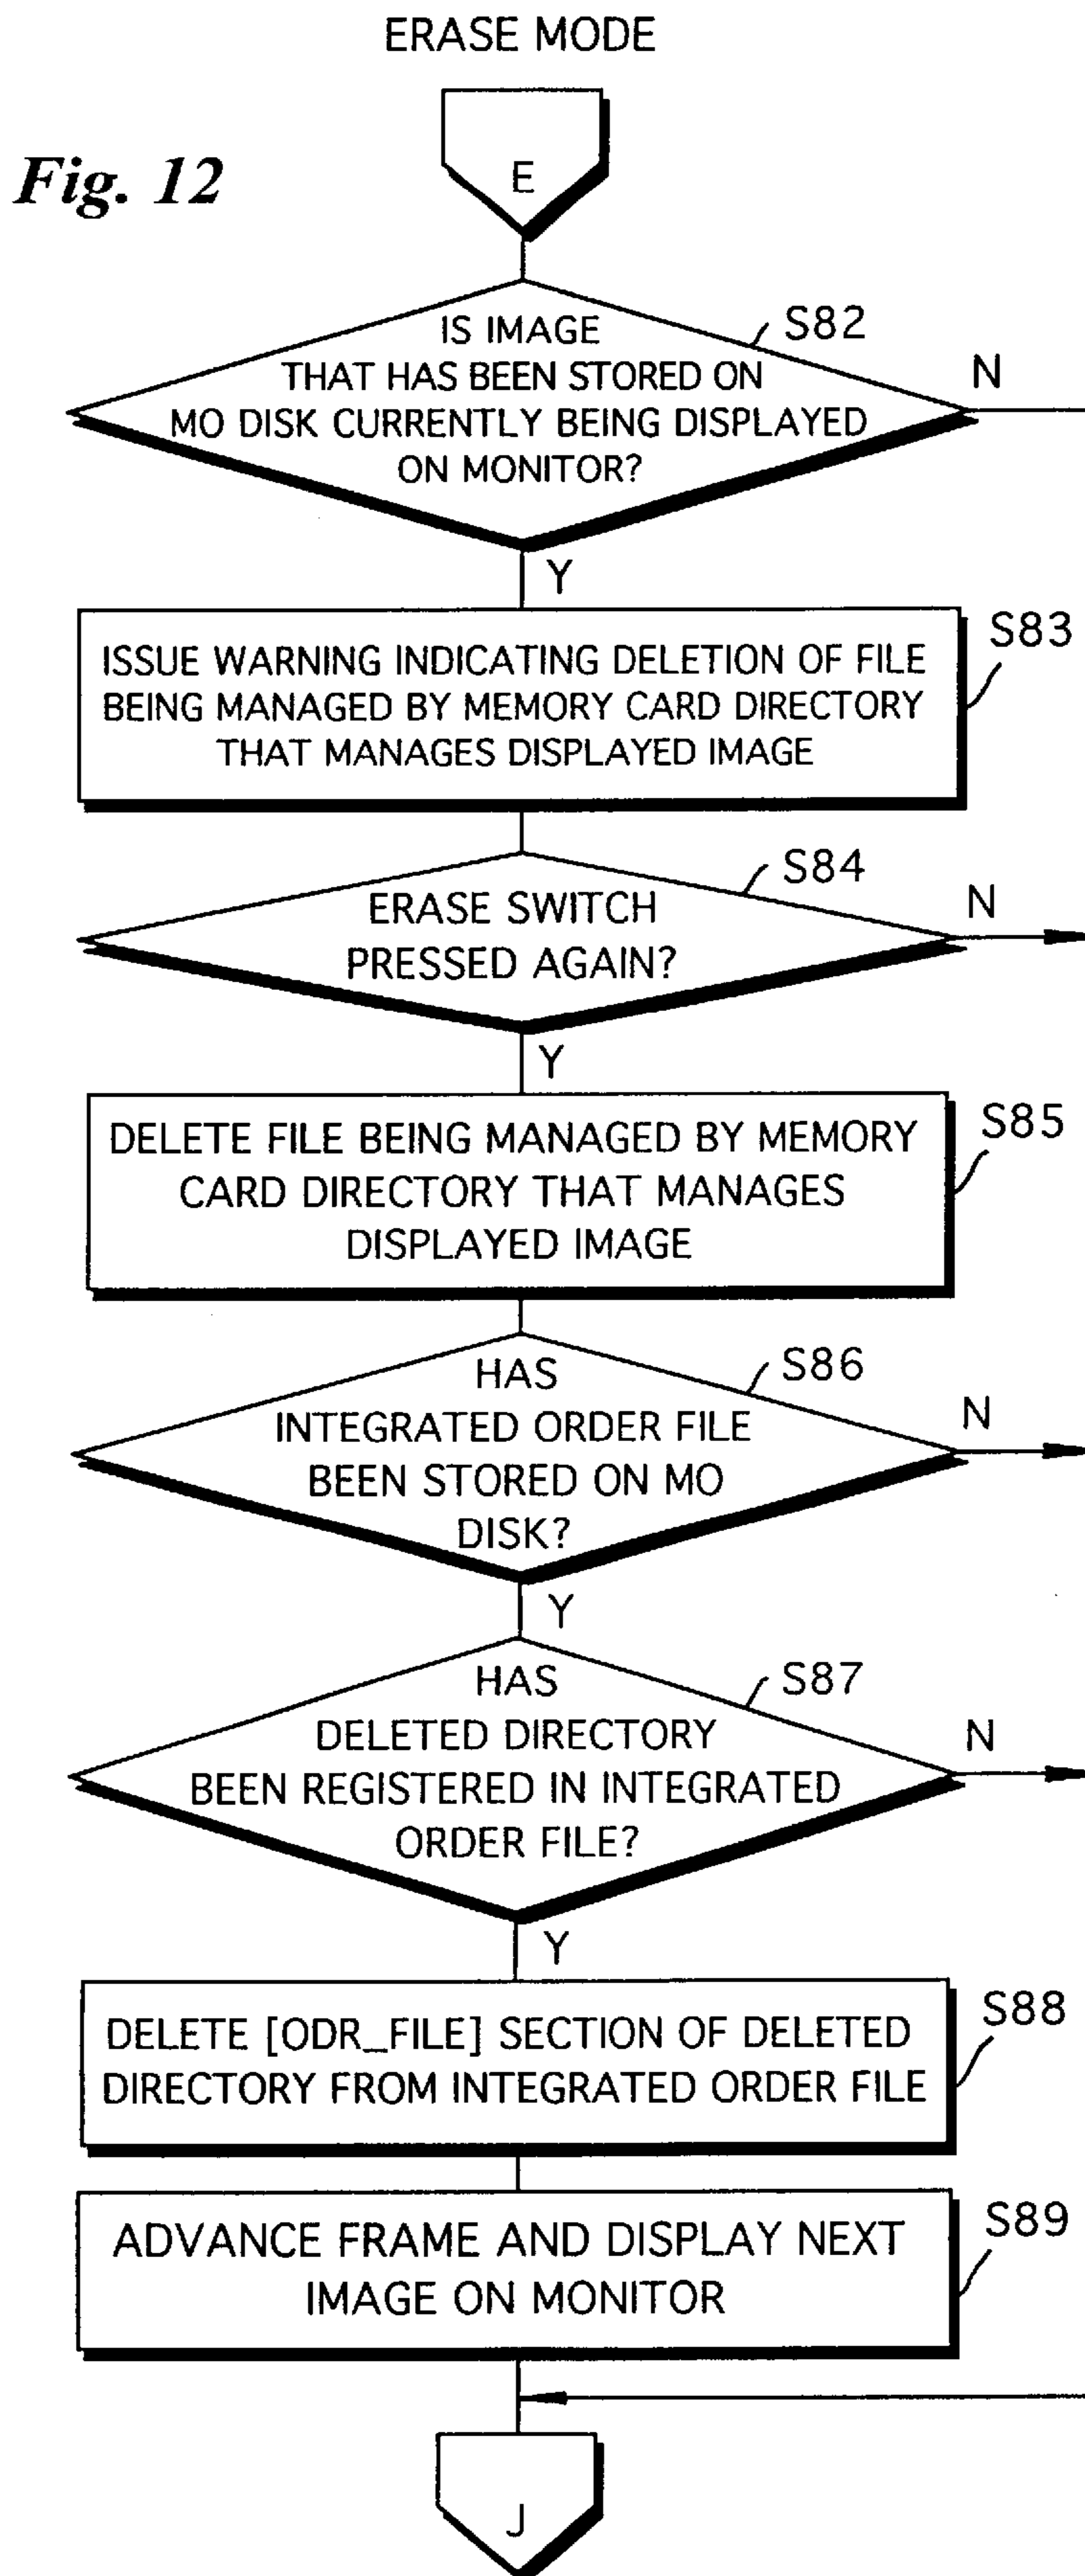 ERASE MODE
Fig. 12
E
IS IMAGE
THAT HAS BEEN STORED ON
MO DISK CURRENTLY BEING DISPLAYED
ON MONITOR?
S82
N
Y
ISSUE WARNING INDICATING DELETION OF FILE
BEING MANAGED BY MEMORY CARD DIRECTORY
THAT MANAGES DISPLAYED IMAGE
S83
ERASE SWITCH
PRESSED AGAIN?
S84
N
Y
DELETE FILE BEING MANAGED BY MEMORY
CARD DIRECTORY THAT MANAGES
DISPLAYED IMAGE
S85
HAS
INTEGRATED ORDER FILE
BEEN STORED ON MO
DISK?
S86
N
Y
HAS
DELETED DIRECTORY
BEEN REGISTERED IN INTEGRATED
ORDER FILE?
S87
N
Y
DELETE [ODR_FILE] SECTION OF DELETED
DIRECTORY FROM INTEGRATED ORDER FILE
S88
ADVANCE FRAME AND DISPLAY NEXT
IMAGE ON MONITOR
S89
J